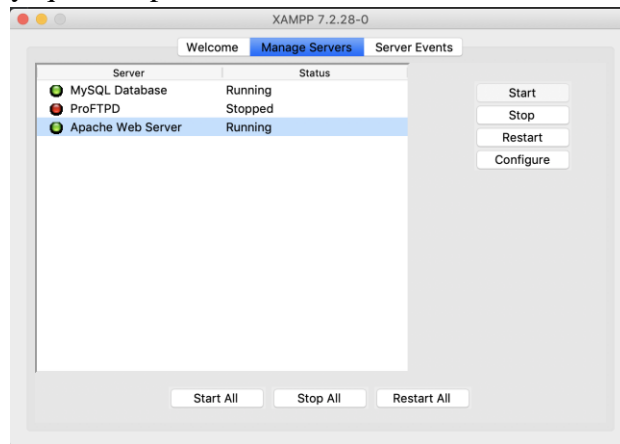 XAMPP 7.2.28-0
Welcome Manage Servers Server Events
Server Status
MySQL Database Running
ProFTPD Stopped
Apache Web Server Running
Start
Stop
Restart
Configure
Start All Stop All Restart All